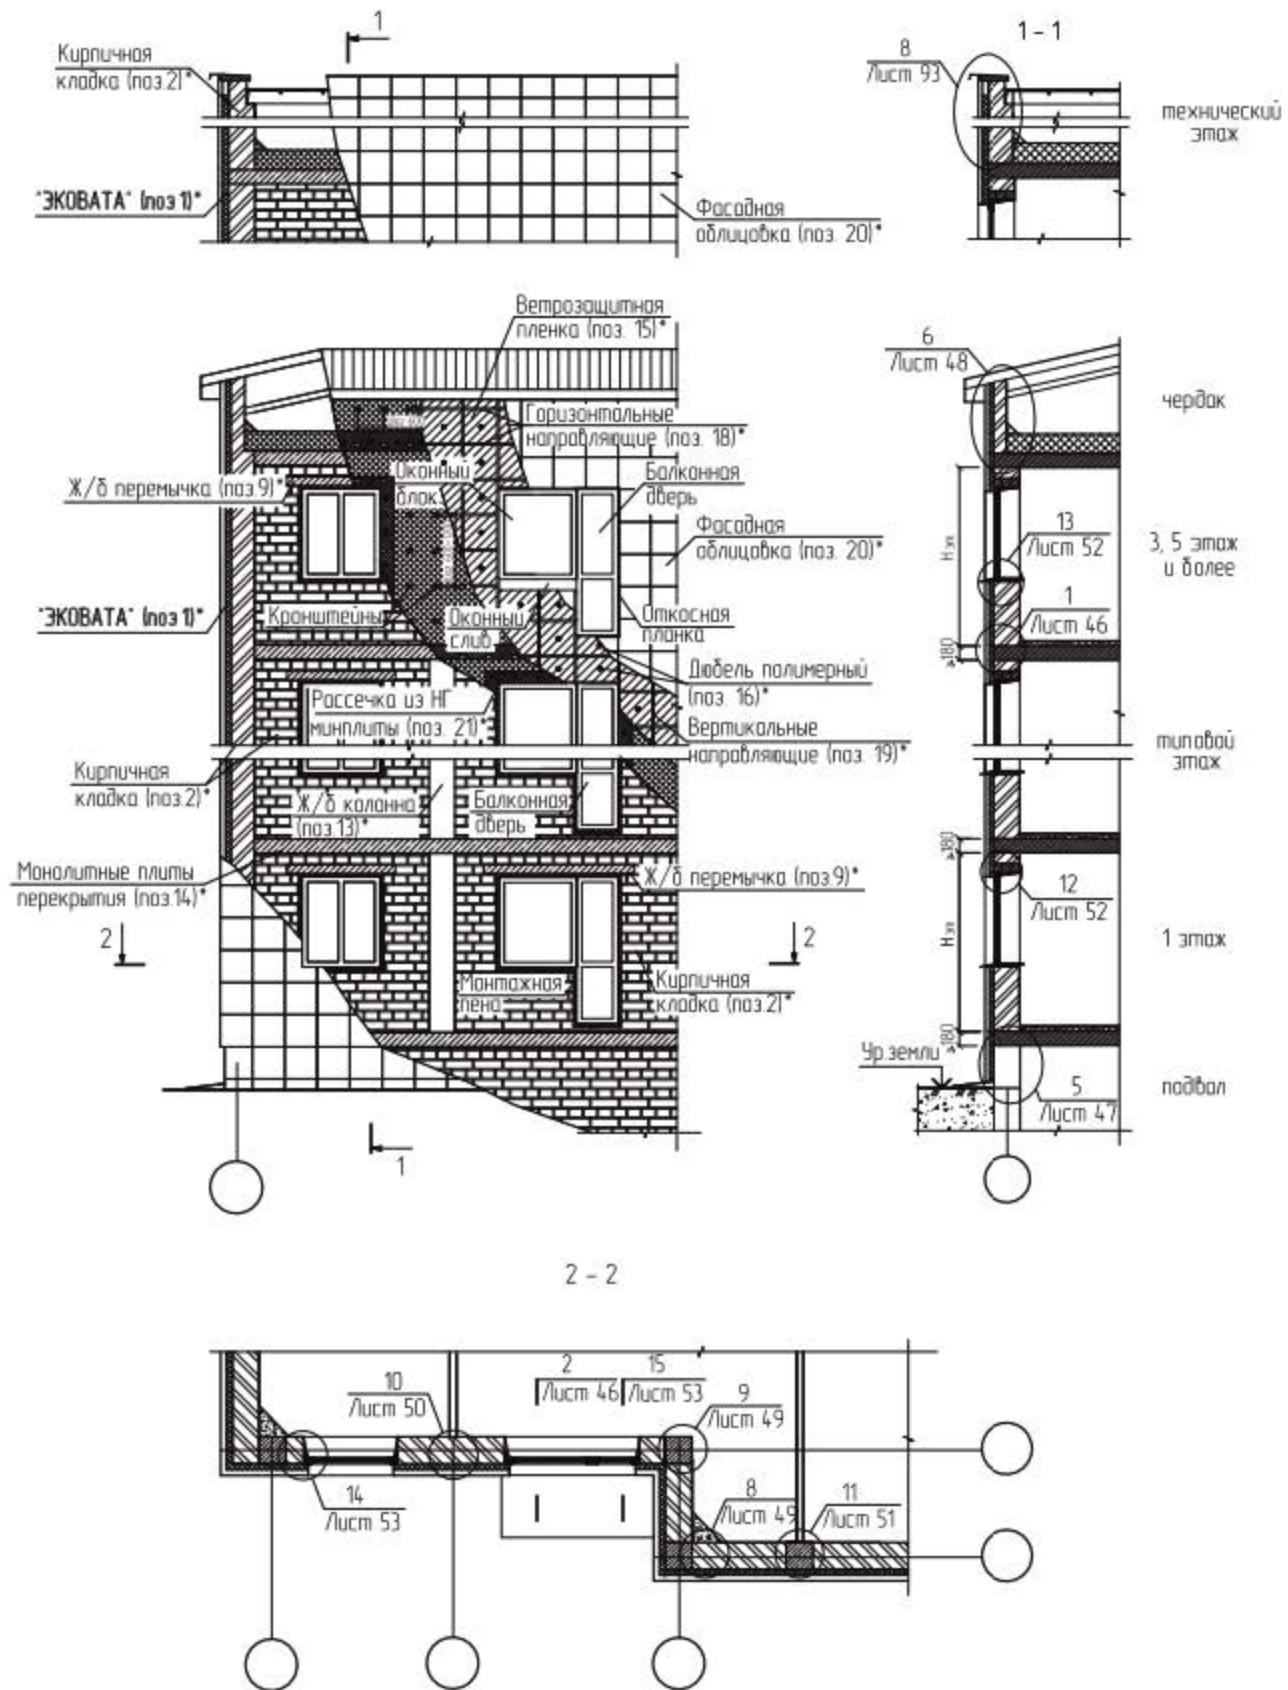 1
Кирпичная
кладка (поз.2)*
"ЭКОВАТА" (поз 1)*
Фасадная
облицовка (поз. 20)*
1 - 1
8
Лист 93
технический
этаж
Ветрозащитная
пленка (поз. 15)*
Горизонтальные
направляющие (поз. 18)*
Ж/б перемычка (поз.9)*
Оконный
блок
Балконная
дверь
Фасадная
облицовка (поз. 20)*
"ЭКОВАТА" (поз 1)*
Кронштейны
Оконный
слив
Откосная
планка
Дюбель полимерный
(поз. 16)*
Рассечка из НГ
минплиты (поз. 21)*
Вертикальные
направляющие (поз. 19)*
Кирпичная
кладка (поз.2)*
Ж/б колонна
(поз.13)*
Балконная
дверь
Монолитные плиты
перекрытия (поз.14)*
Ж/б перемычка (поз.9)*
2
2
Монтажная
пена
Кирпичная
кладка (поз.2)*
1
6
Лист 48
чердак
Н эт
13
Лист 52
3, 5 этаж
и более
1
Лист 46
≥180
типовой
этаж
≥180
12
Лист 52
Н эт
1 этаж
≥180
Ур.земли
5
Лист 47
подвал
2 - 2
10
Лист 50
2
Лист 46
15
Лист 53
9
Лист 49
14
Лист 53
8
Лист 49
11
Лист 51